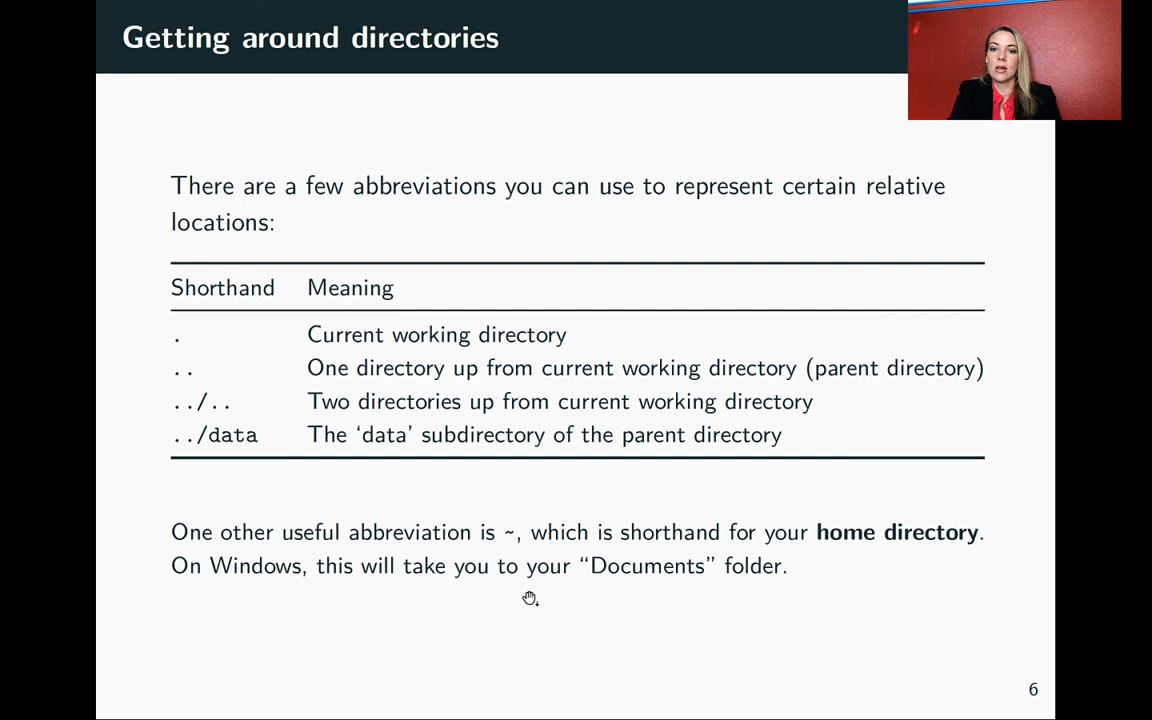 Getting around directories
There are a few abbreviations you can use to represent certain relative
locations:
Shorthand Meaning
. Current working directory
.. One directory up from current working directory (parent directory)
../.. Two directories up from current working directory
../data The ‘data’ subdirectory of the parent directory
One other useful abbreviation is ~, which is shorthand for your home directory.
On Windows, this will take you to your “Documents” folder.
6